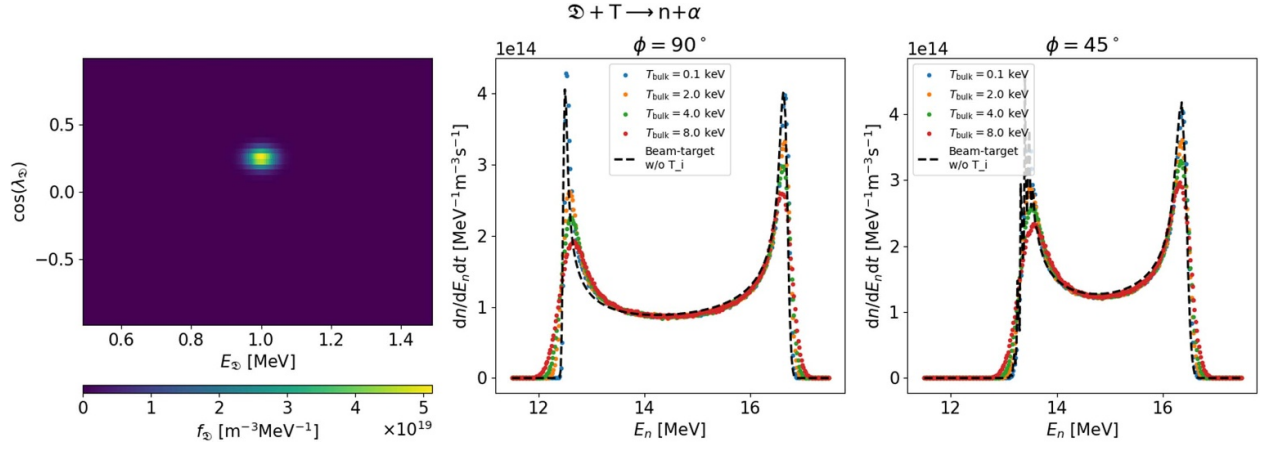 𝔇 + T ⟶ n+α
cos(λ_𝔇)
0.5
0.0
−0.5
0.6 0.8 1.0 1.2 1.4
E_𝔇 [MeV]
0 1 2 3 4 5
×10¹⁹
f_𝔇 [m⁻³MeV⁻¹]
ϕ = 90°
1e14
dn/dE_n dt [MeV⁻¹m⁻³s⁻¹]
4
3
2
1
0
T_bulk = 0.1 keV
T_bulk = 2.0 keV
T_bulk = 4.0 keV
T_bulk = 8.0 keV
Beam-target
w/o T_i
12 14 16
E_n [MeV]
ϕ = 45°
1e14
dn/dE_n dt [MeV⁻¹m⁻³s⁻¹]
4
3
2
1
0
T_bulk = 0.1 keV
T_bulk = 2.0 keV
T_bulk = 4.0 keV
T_bulk = 8.0 keV
Beam-target
w/o T_i
12 14 16
E_n [MeV]